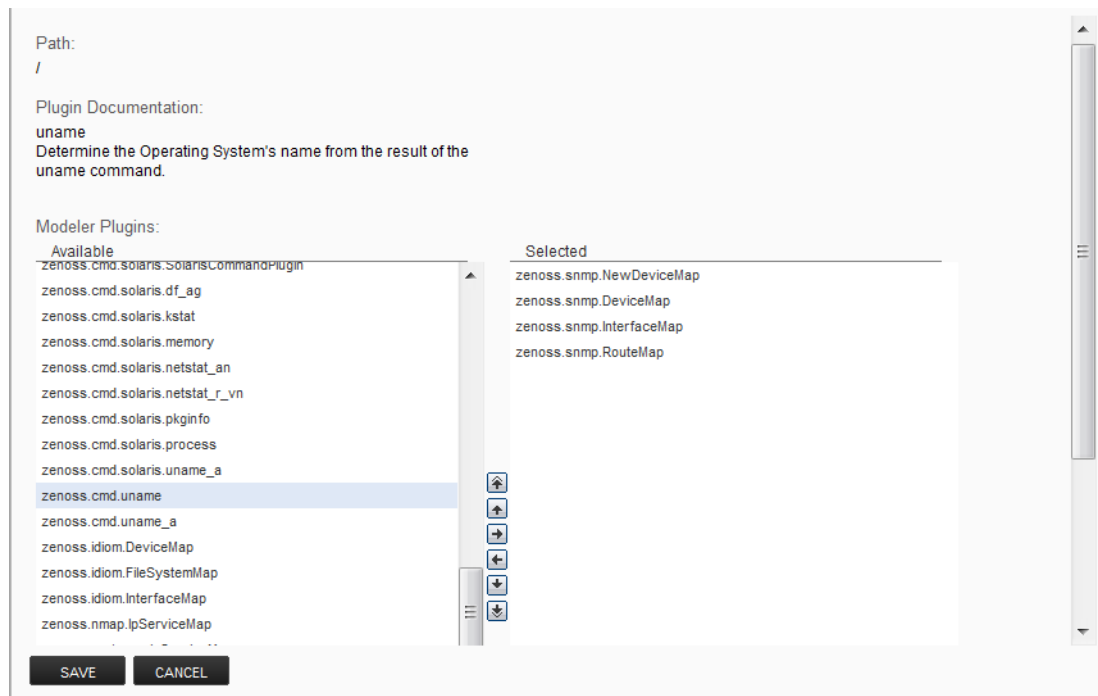 Path:
/
Plugin Documentation:
uname
Determine the Operating System's name from the result of the
uname command.
Modeler Plugins:
Available
zenoss.cmd.solaris.SolarisCommandPlugin
zenoss.cmd.solaris.df_ag
zenoss.cmd.solaris.kstat
zenoss.cmd.solaris.memory
zenoss.cmd.solaris.netstat_an
zenoss.cmd.solaris.netstat_r_vn
zenoss.cmd.solaris.pkginfo
zenoss.cmd.solaris.process
zenoss.cmd.solaris.uname_a
zenoss.cmd.uname
zenoss.cmd.uname_a
zenoss.idiom.DeviceMap
zenoss.idiom.FileSystemMap
zenoss.idiom.InterfaceMap
zenoss.nmap.IpServiceMap
Selected
zenoss.snmp.NewDeviceMap
zenoss.snmp.DeviceMap
zenoss.snmp.InterfaceMap
zenoss.snmp.RouteMap
SAVE
CANCEL